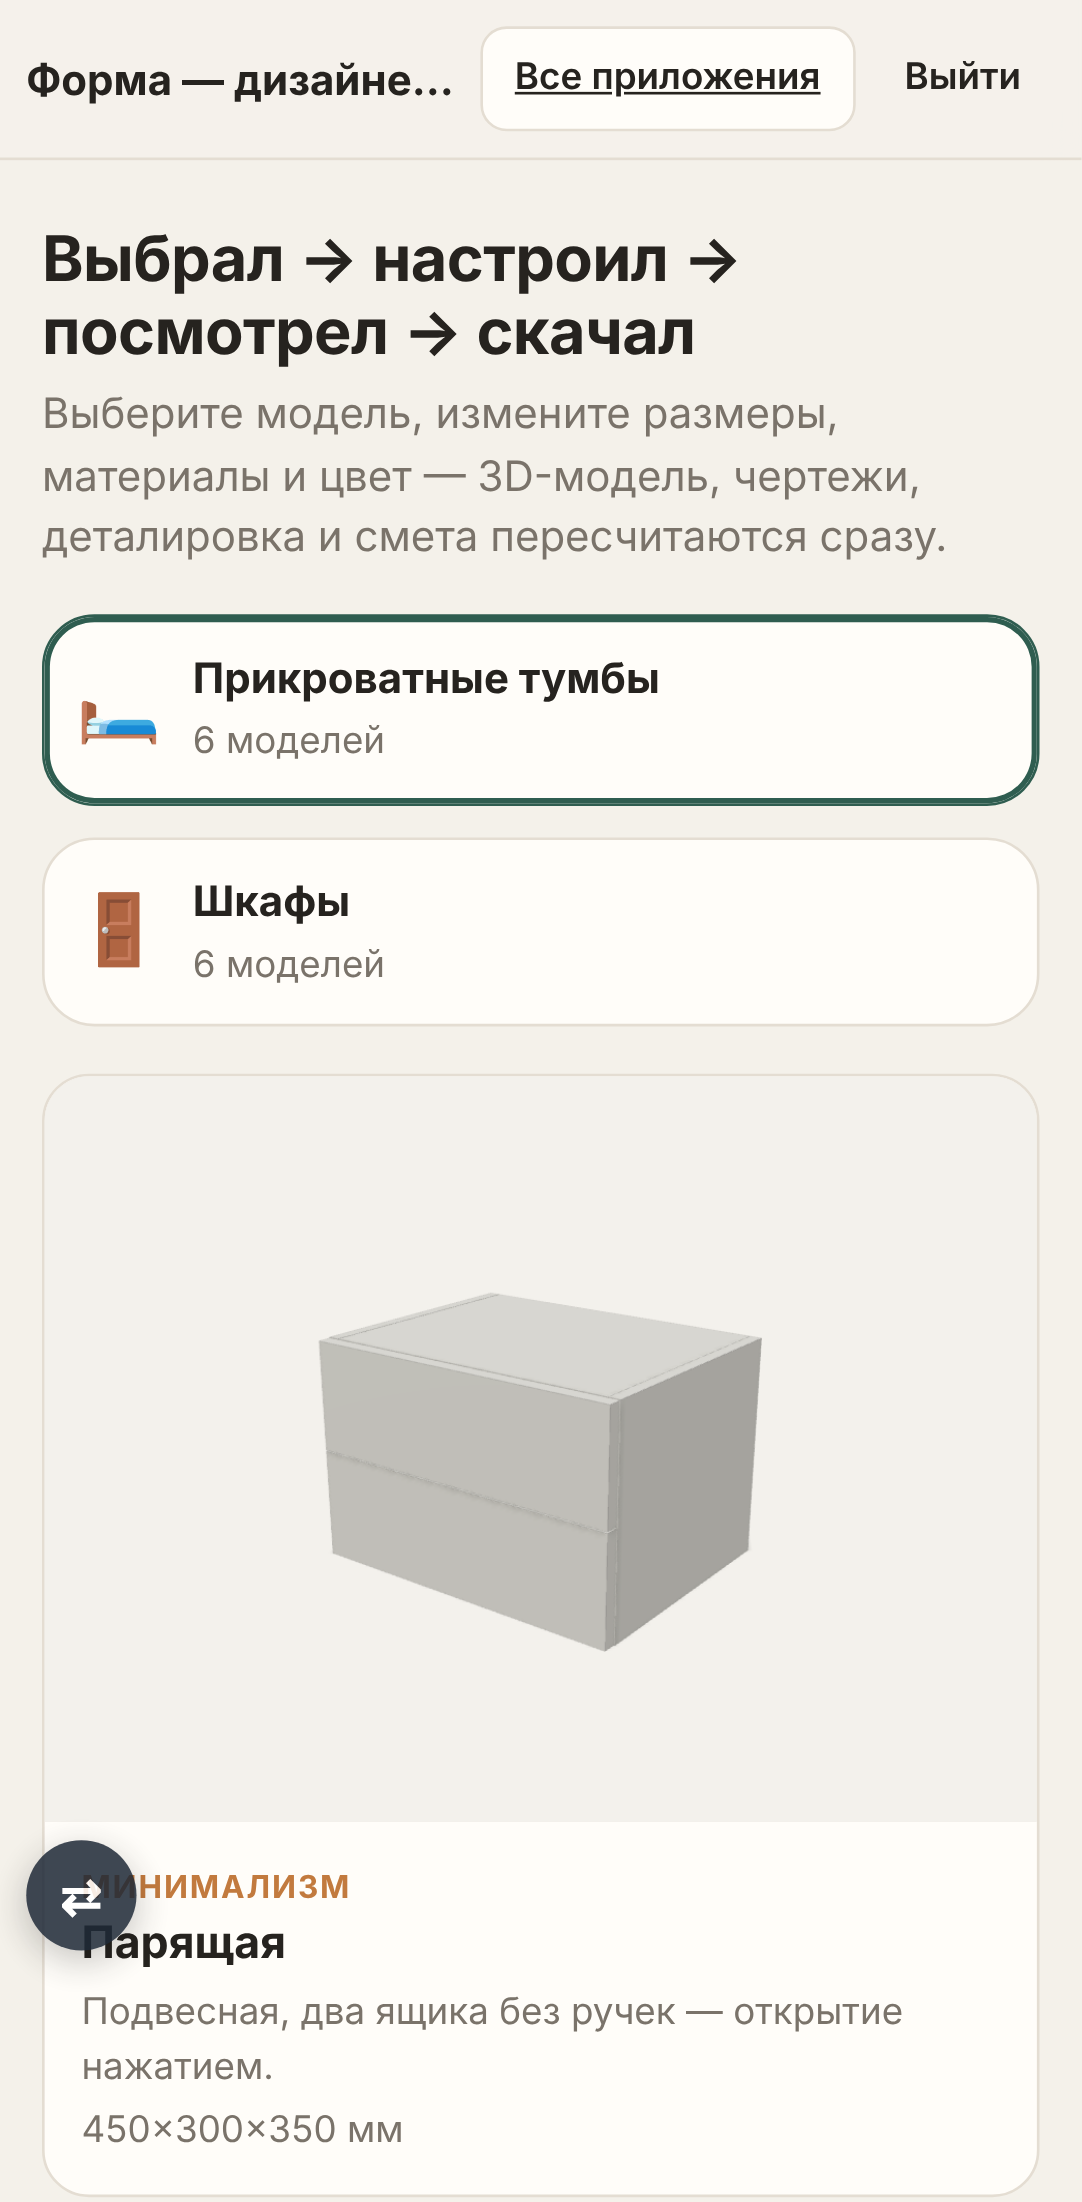 Форма — дизайне...
Все приложения
Выйти
Выбрал → настроил →
посмотрел → скачал
Выберите модель, измените размеры,
материалы и цвет — 3D-модель, чертежи,
деталировка и смета пересчитаются сразу.
Прикроватные тумбы
6 моделей
Шкафы
6 моделей
МИНИМАЛИЗМ
Парящая
Подвесная, два ящика без ручек — открытие
нажатием.
450×300×350 мм